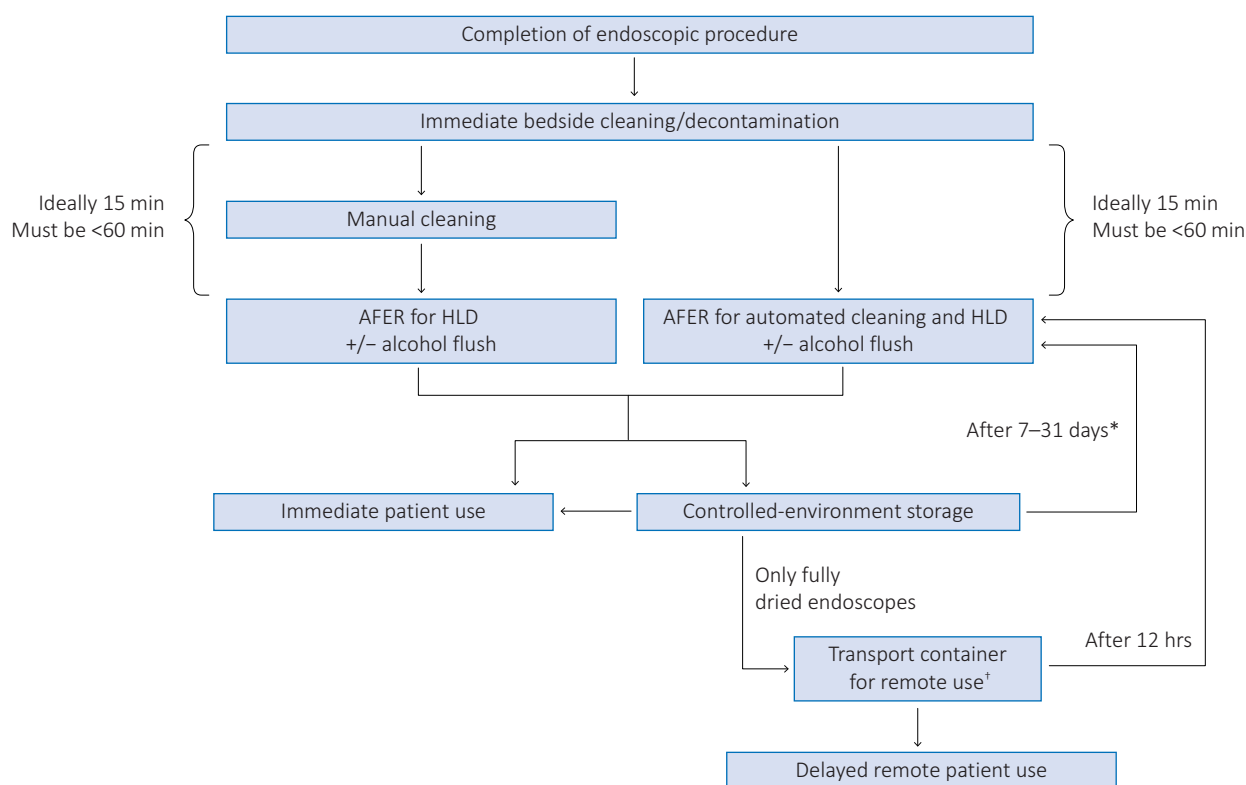 Completion of endoscopic procedure
Immediate bedside cleaning/decontamination
Ideally 15 min
Must be <60 min
Manual cleaning
Ideally 15 min
Must be <60 min
AFER for HLD
+/− alcohol flush
AFER for automated cleaning and HLD
+/− alcohol flush
After 7–31 days*
Immediate patient use
Controlled-environment storage
Only fully
dried endoscopes
After 12 hrs
Transport container
for remote use†
Delayed remote patient use